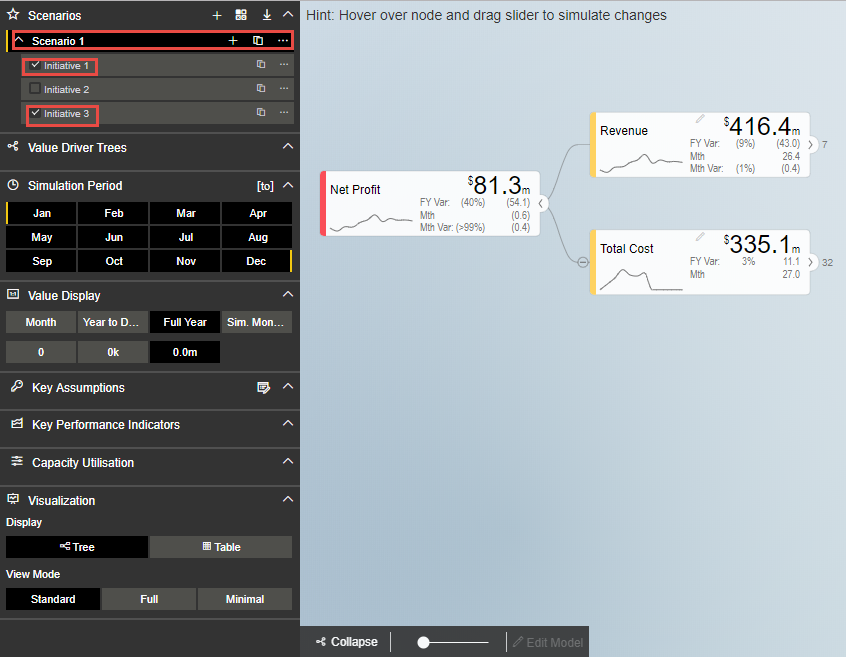 Scenarios
Scenario 1
Initiative 1
Initiative 2
Initiative 3
Value Driver Trees
Simulation Period [to]
Jan Feb Mar Apr
May Jun Jul Aug
Sep Oct Nov Dec
Value Display
Month Year to D... Full Year Sim. Mon...
0 0k 0.0m
Key Assumptions
Key Performance Indicators
Capacity Utilisation
Visualization
Display
Tree Table
View Mode
Standard Full Minimal
Hint: Hover over node and drag slider to simulate changes
Net Profit $81.3m
FY Var: (40%) (54.1)
Mth (0.6)
Mth Var: (>99%) (0.4)
Revenue $416.4m
FY Var: (9%) (43.0) 7
Mth 26.4
Mth Var: (1%) (0.4)
Total Cost $335.1m
FY Var: 3% 11.1 32
Mth 27.0
Collapse Edit Model